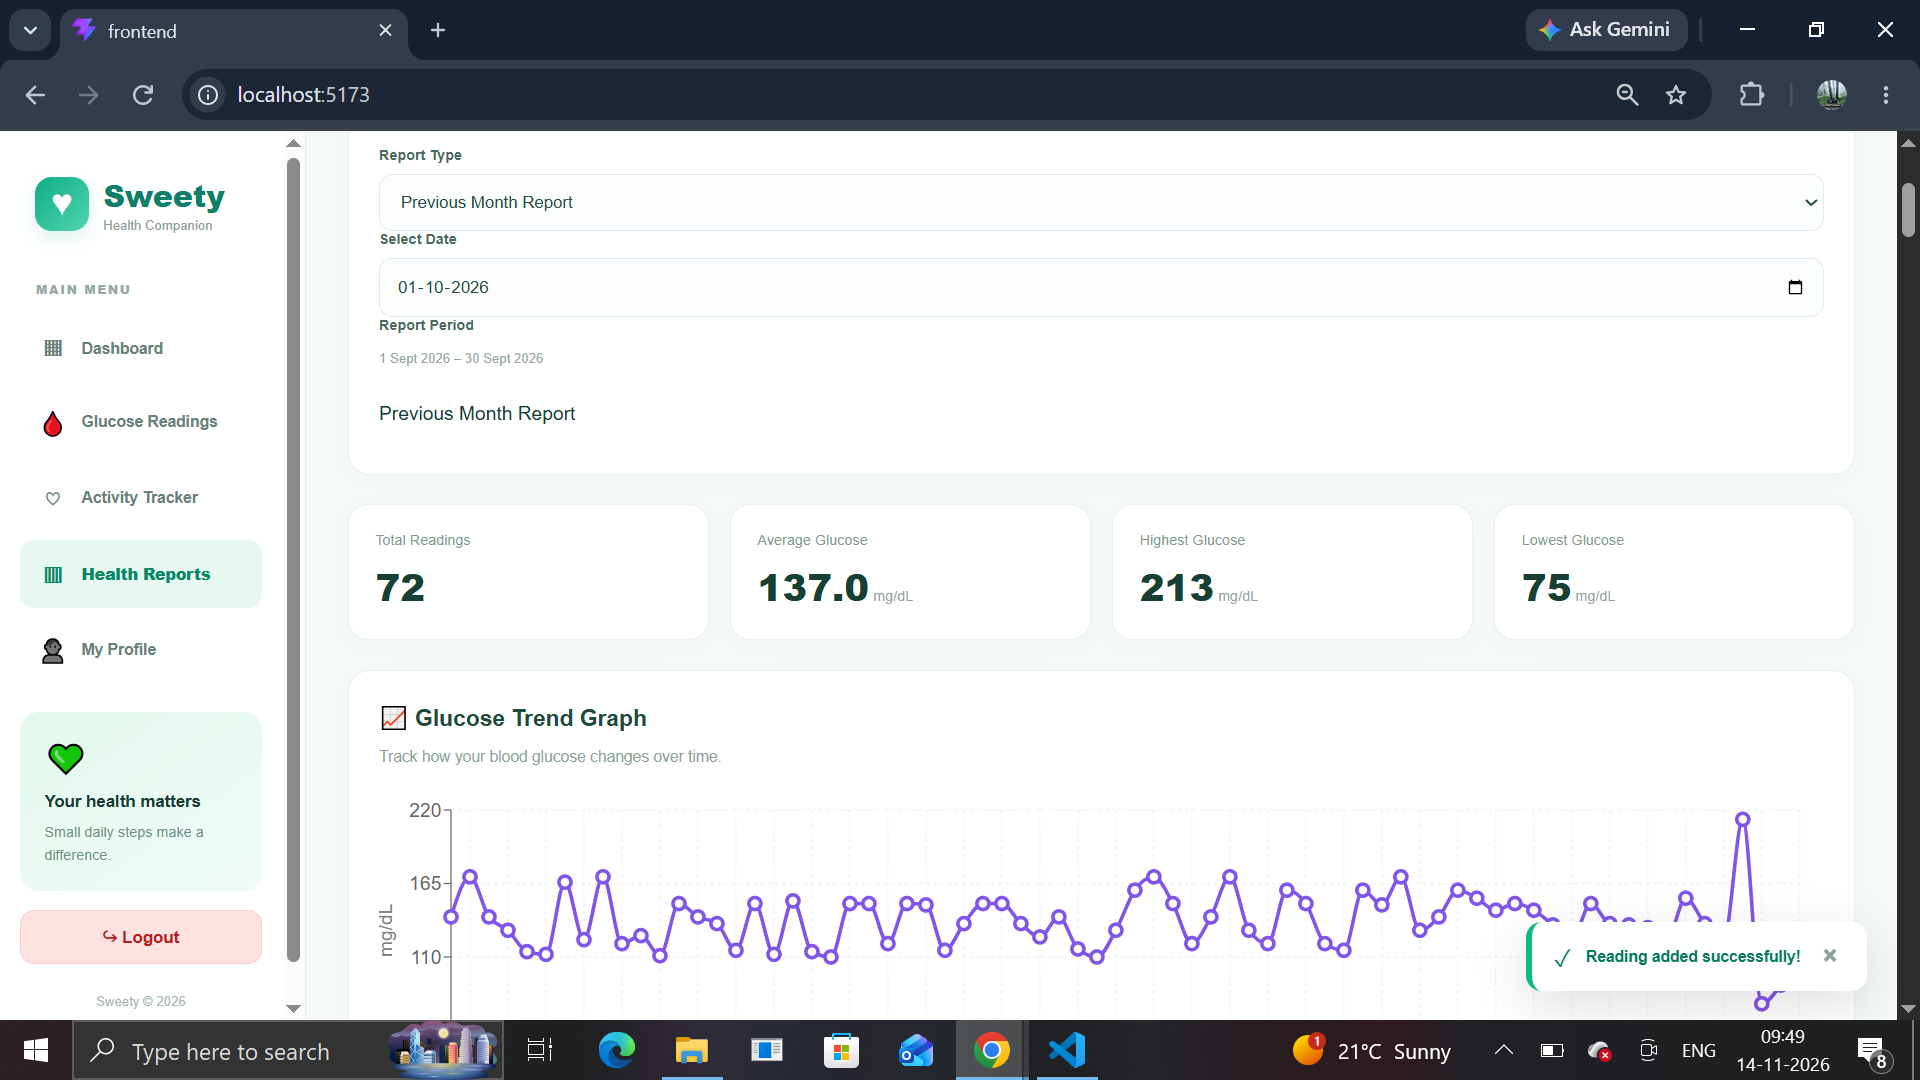 frontend
Ask Gemini
localhost:5173
Sweety
Health Companion
MAIN MENU
Dashboard
Glucose Readings
Activity Tracker
Health Reports
My Profile
Your health matters
Small daily steps make a
difference.
Logout
Sweety © 2026
Report Type
Previous Month Report
Select Date
01-10-2026
Report Period
1 Sept 2026 – 30 Sept 2026
Previous Month Report
Total Readings
72
Average Glucose
137.0 mg/dL
Highest Glucose
213 mg/dL
Lowest Glucose
75 mg/dL
Glucose Trend Graph
Track how your blood glucose changes over time.
220
165
110
mg/dL
Reading added successfully!
Type here to search
1
21°C Sunny
ENG
09:49
14-11-2026
8